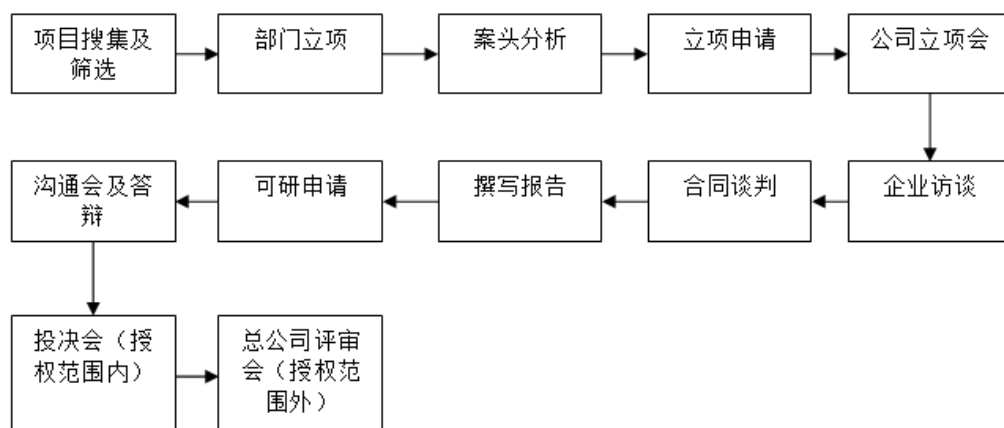 项目搜集及
筛选
部门立项
案头分析
立项申请
公司立项会
企业访谈
合同谈判
撰写报告
可研申请
沟通会及答
辩
投决会（授
权范围内）
总公司评审
会（授权范
围外）